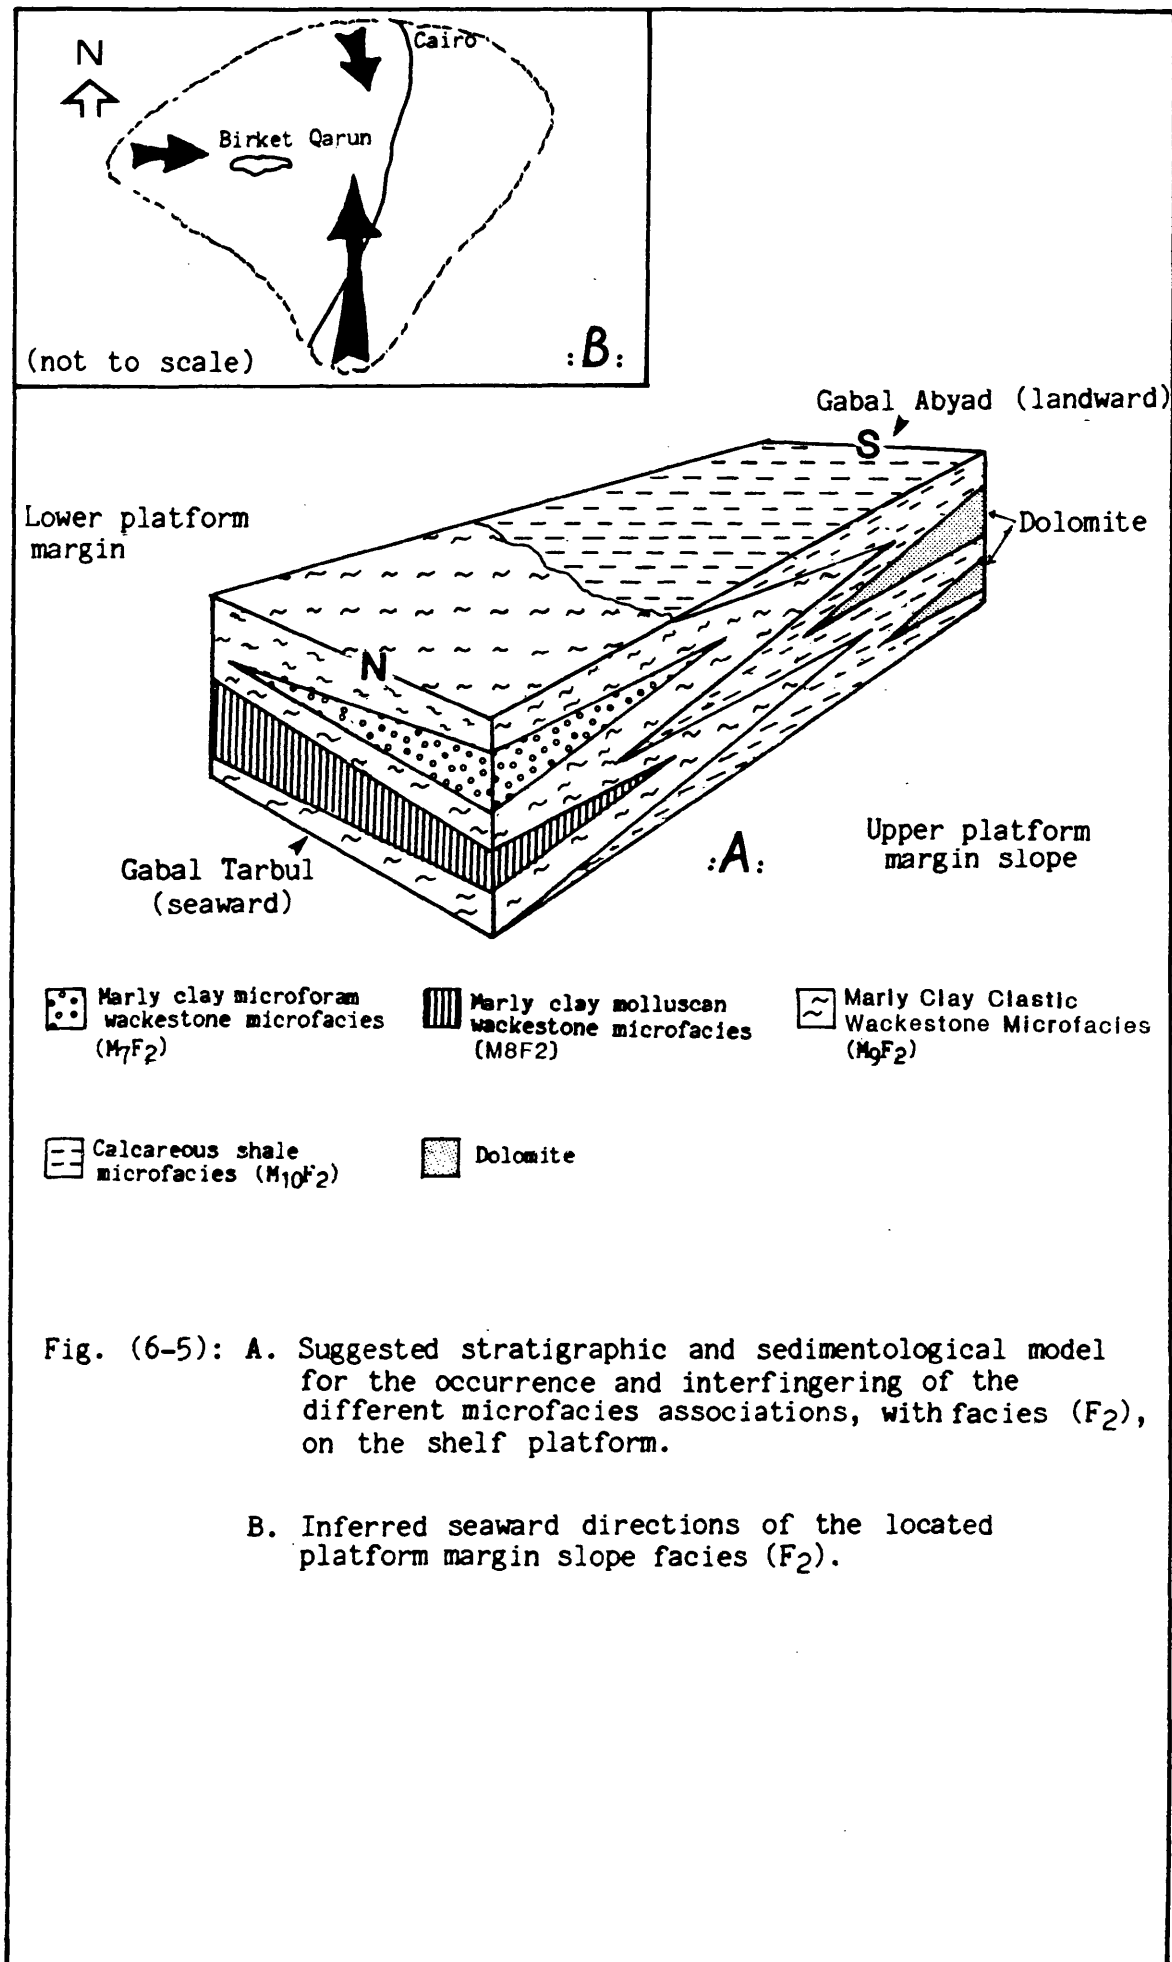 N
Cairo
Birket Qarun
(not to scale)
:B:
Gabal Abyad (landward)
S
Lower platform
margin
Dolomite
N
Upper platform
margin slope
:A:
Gabal Tarbul
(seaward)
Marly clay microforam
wackestone microfacies
(M7F2)
Marly clay molluscan
wackestone microfacies
(M8F2)
Marly Clay Clastic
Wackestone Microfacies
(M9F2)
Calcareous shale
microfacies (M10F2)
Dolomite
Fig. (6-5): A. Suggested stratigraphic and sedimentological model
for the occurrence and interfingering of the
different microfacies associations, with facies (F2),
on the shelf platform.
B. Inferred seaward directions of the located
platform margin slope facies (F2).